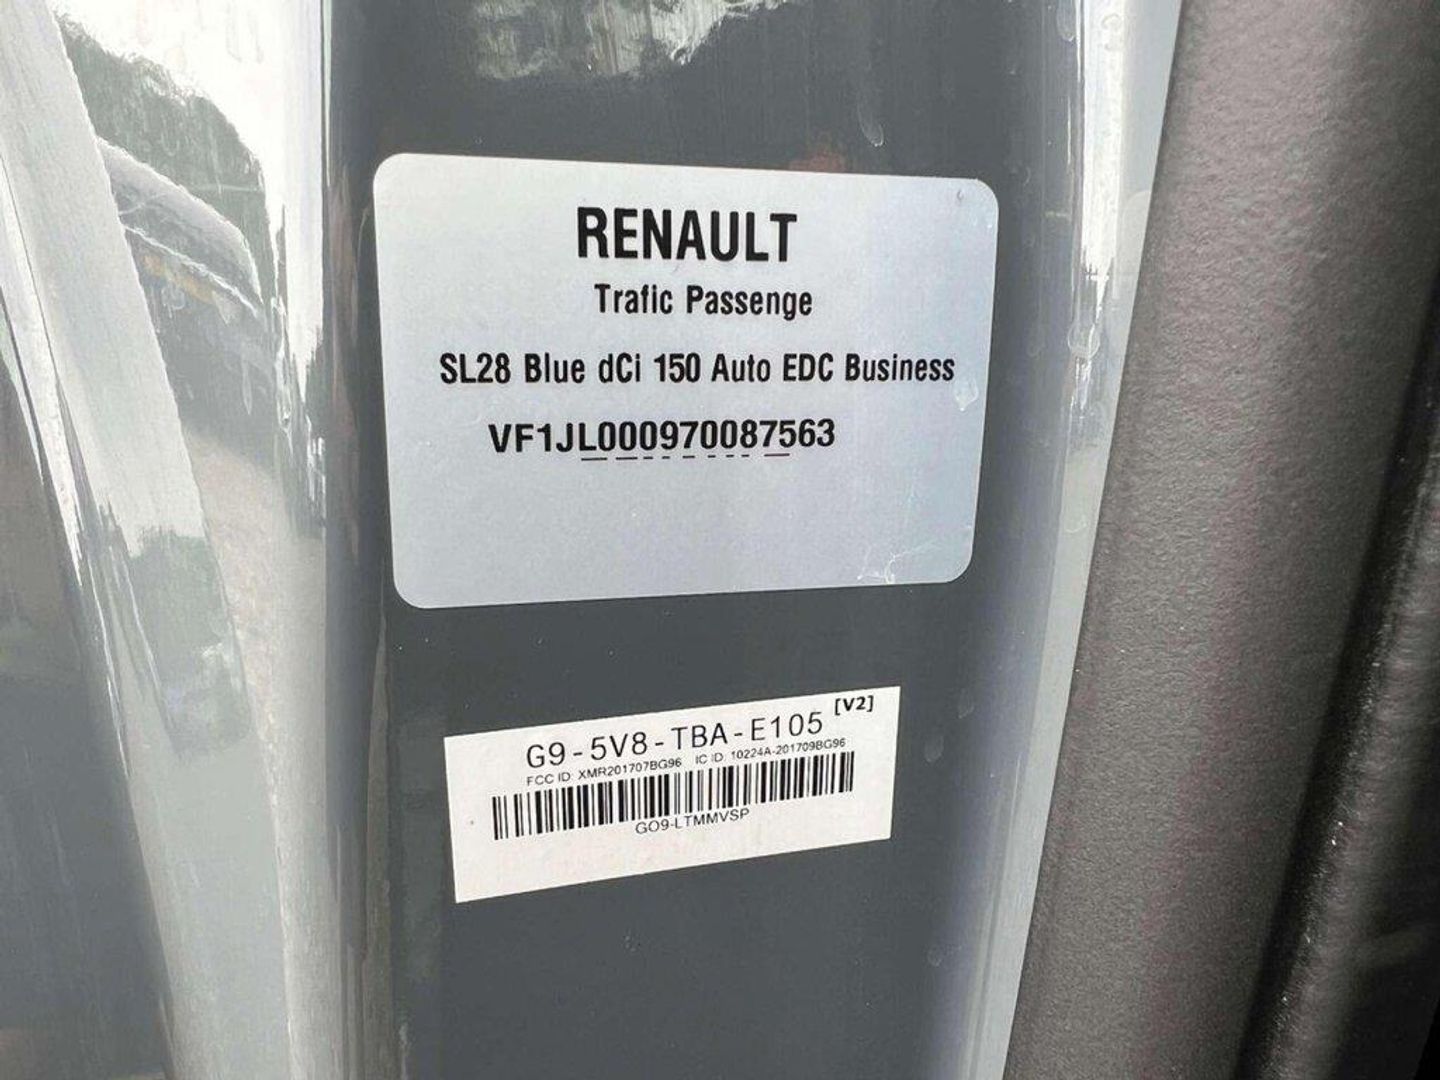 RENAULT
Trafic Passenge
SL28 Blue dCi 150 Auto EDC Business
VF1JL000970087563
G9-5V8-TBA-E105 [V2]
FCC ID: XMR201707BG96 IC ID: 10224A-201709BG96
GO9-LTMMVSP